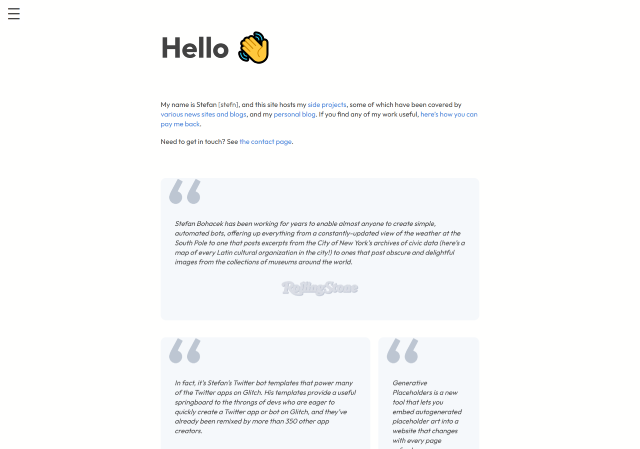 Hello 👋
My name is Stefan [stefn], and this site hosts my side projects, some of which have been covered by
various news sites and blogs, and my personal blog. If you find any of my work useful, here's how you can
pay me back.
Need to get in touch? See the contact page.
Stefan Bohacek has been working for years to enable almost anyone to create simple,
automated bots, offering up everything from a constantly-updated view of the weather at the
South Pole to one that posts excerpts from the City of New York's archives of civic data (here's a
map of every Latin cultural organization in the city!) to ones that post obscure and delightful
images from the collections of museums around the world.
RollingStone
In fact, it's Stefan's Twitter bot templates that power many
of the Twitter apps on Glitch. His templates provide a useful
springboard to the throngs of devs who are eager to
quickly create a Twitter app or bot on Glitch, and they've
already been remixed by more than 350 other app
creators.
Generative
Placeholders is a new
tool that lets you
embed autogenerated
placeholder art into a
website that changes
with every page